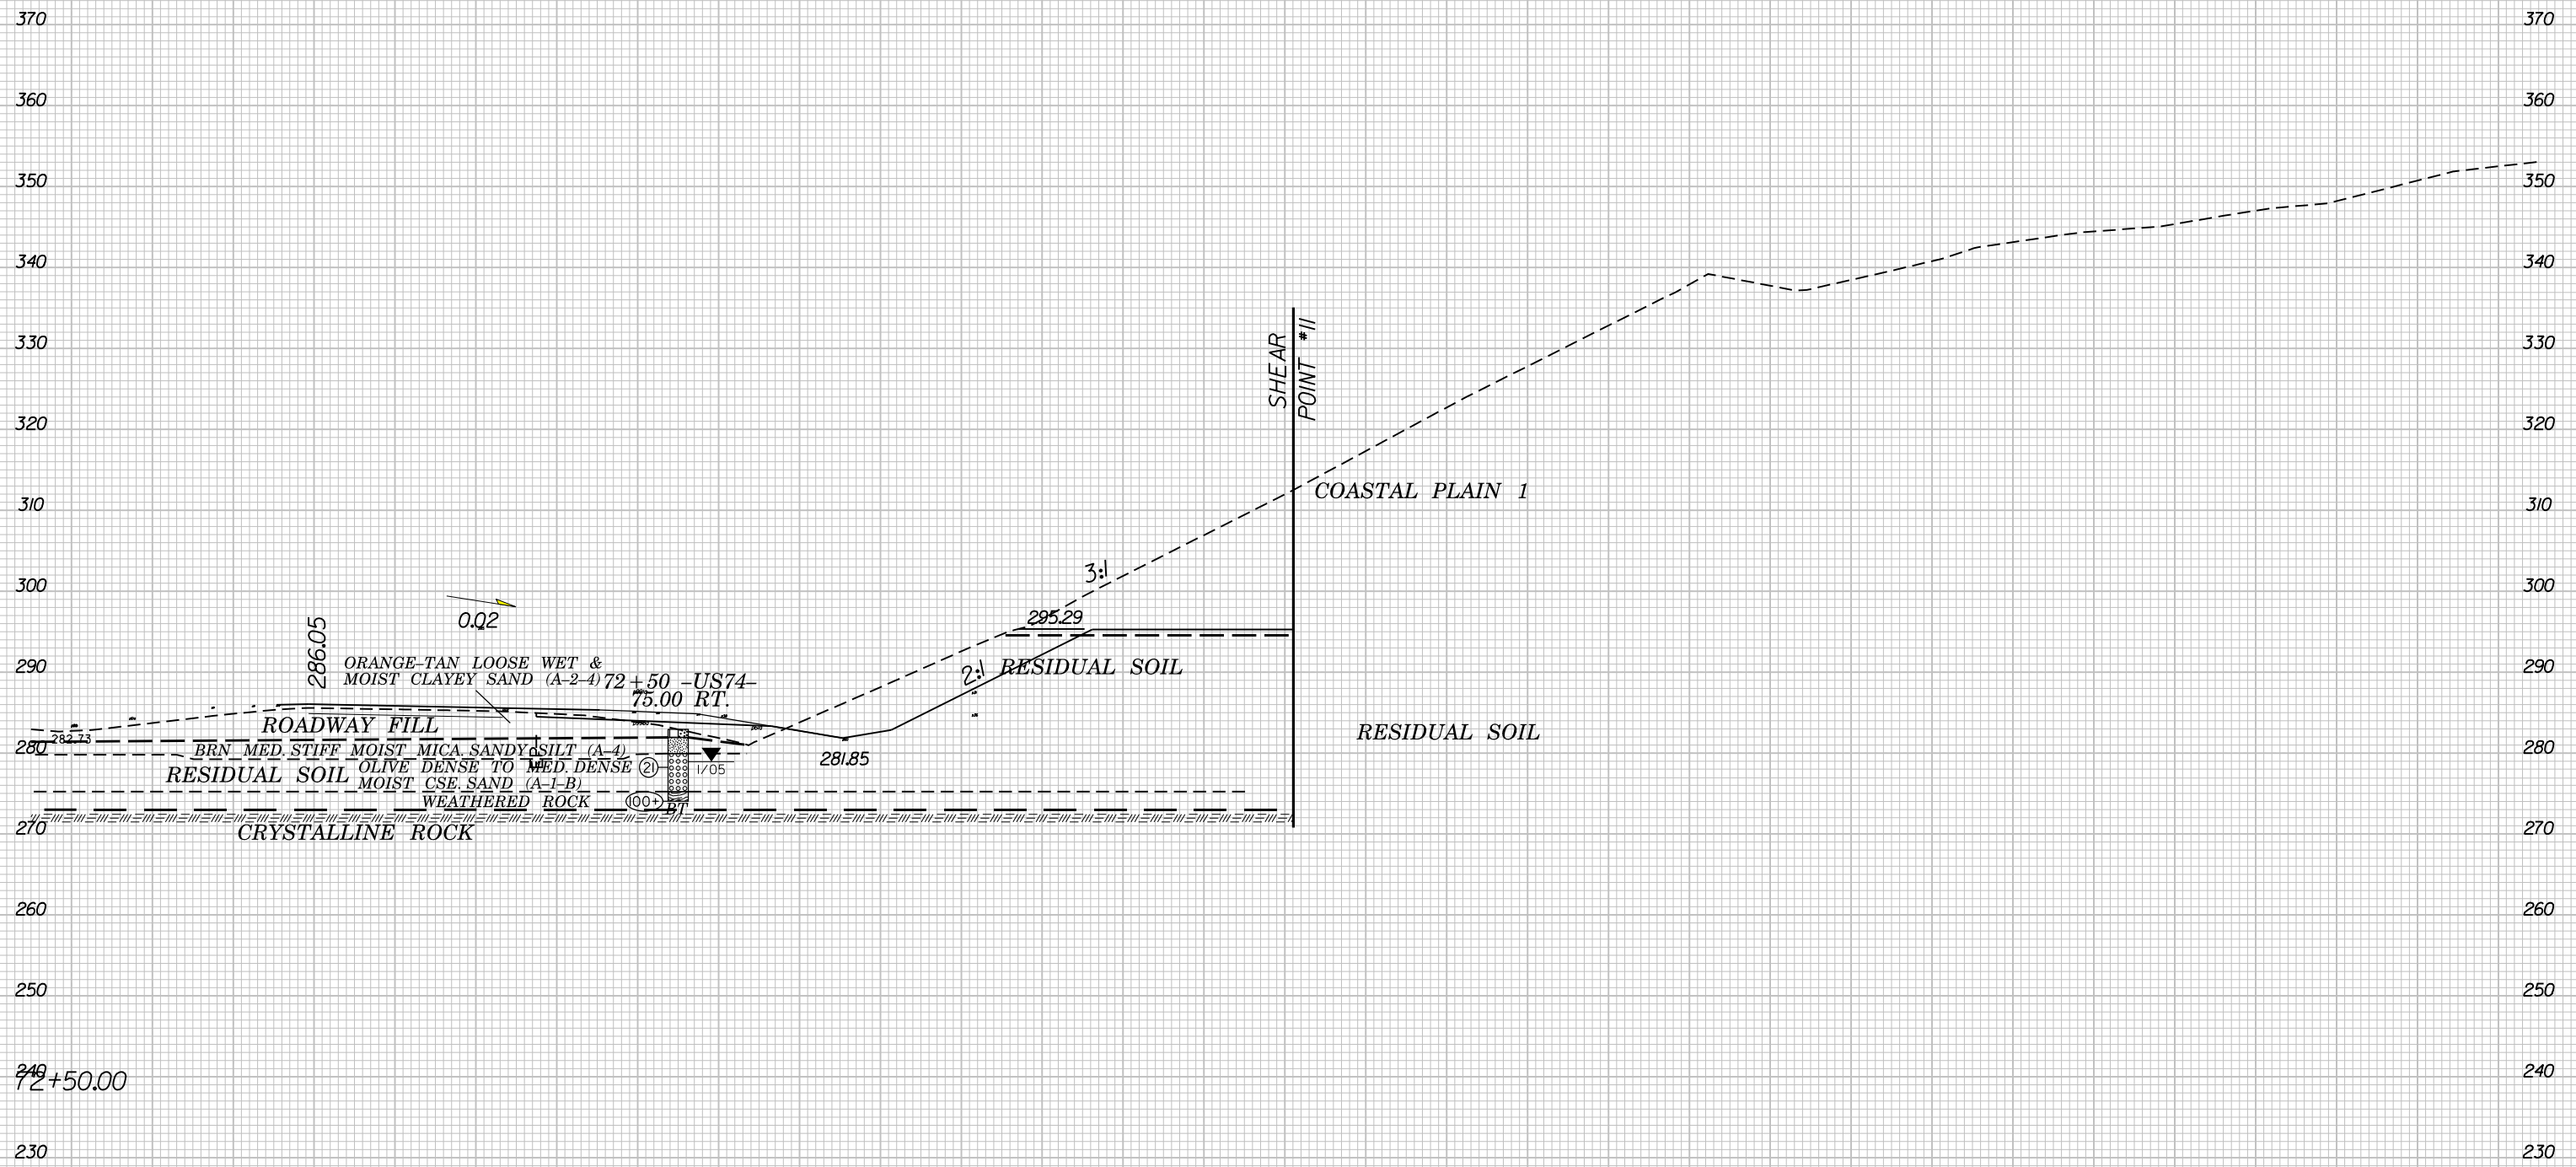 370 370
360 360
350 350
340 340
330 330
SHEAR
POINT #11
320 320
310 310
COASTAL PLAIN 1
300 300
3:1
295.29
0.02
286.05
290 290
ORANGE-TAN LOOSE WET &
MOIST CLAYEY SAND (A-2-4)
72+50 -US74-
75.00 RT.
2:1
RESIDUAL SOIL
ROADWAY FILL
RESIDUAL SOIL
282.73
280 280
BRN MED. STIFF MOIST MICA. SANDY SILT (A-4)
281.85
RESIDUAL SOIL
OLIVE DENSE TO MED. DENSE
MOIST CSE. SAND (A-1-B)
21
1/05
WEATHERED ROCK
100+
BT
270 270
CRYSTALLINE ROCK
260 260
250 250
240 240
72+50.00
230 230